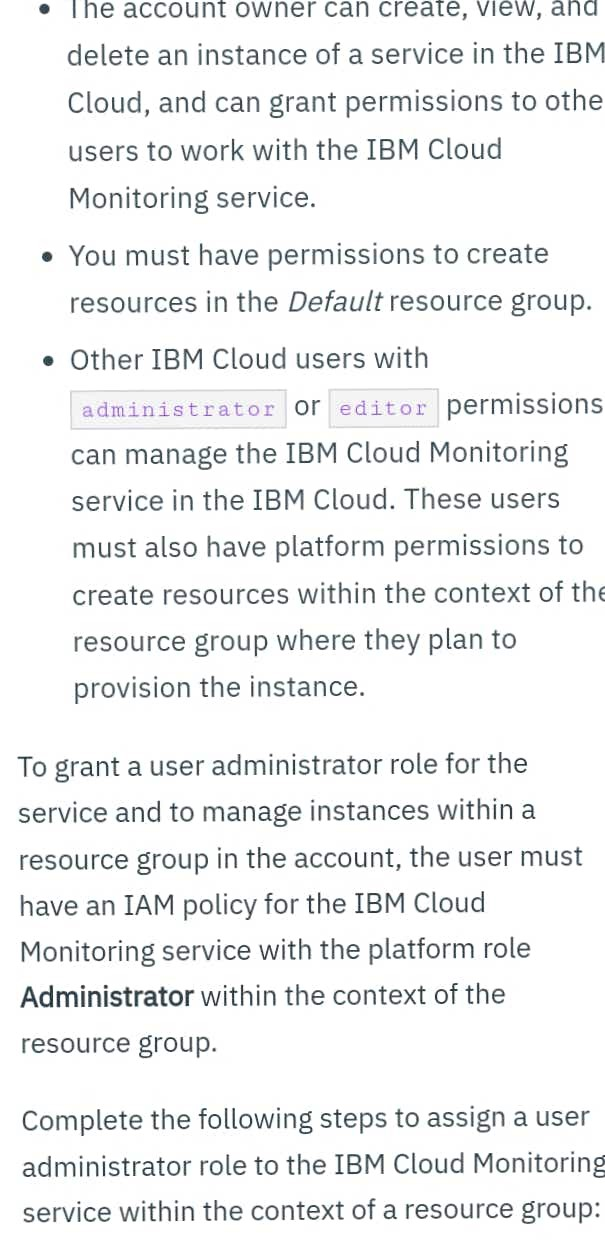 The account owner can create, view, and
delete an instance of a service in the IBM
Cloud, and can grant permissions to othe
users to work with the IBM Cloud
Monitoring service.
You must have permissions to create
resources in the Default resource group.
Other IBM Cloud users with
administrator or editor permissions
can manage the IBM Cloud Monitoring
service in the IBM Cloud. These users
must also have platform permissions to
create resources within the context of the
resource group where they plan to
provision the instance.
To grant a user administrator role for the
service and to manage instances within a
resource group in the account, the user must
have an IAM policy for the IBM Cloud
Monitoring service with the platform role
Administrator within the context of the
resource group.
Complete the following steps to assign a user
administrator role to the IBM Cloud Monitoring
service within the context of a resource group: